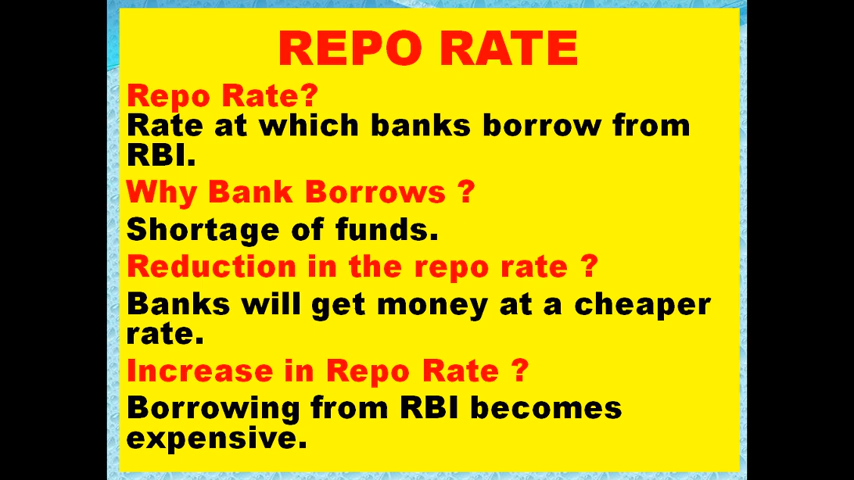 REPO RATE
Repo Rate?
Rate at which banks borrow from
RBI.
Why Bank Borrows ?
Shortage of funds.
Reduction in the repo rate ?
Banks will get money at a cheaper
rate.
Increase in Repo Rate ?
Borrowing from RBI becomes
expensive.